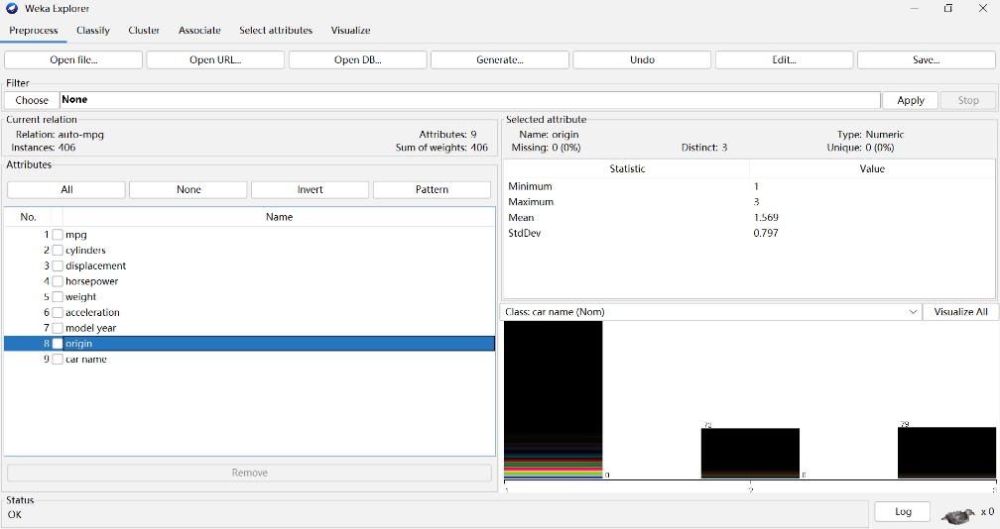 Weka Explorer
Preprocess Classify Cluster Associate Select attributes Visualize
Open file... Open URL... Open DB... Generate... Undo Edit... Save...
Filter
Choose None Apply Stop
Current relation
Relation: auto-mpg Attributes: 9
Instances: 406 Sum of weights: 406
Attributes
All None Invert Pattern
No. Name
1 mpg
2 cylinders
3 displacement
4 horsepower
5 weight
6 acceleration
7 model year
8 origin
9 car name
Remove
Selected attribute
Name: origin Type: Numeric
Missing: 0 (0%) Distinct: 3 Unique: 0 (0%)
Statistic Value
Minimum 1
Maximum 3
Mean 1.569
StdDev 0.797
Class: car name (Nom) Visualize All
79
0 0
1 2 3
Status
OK
Log x 0